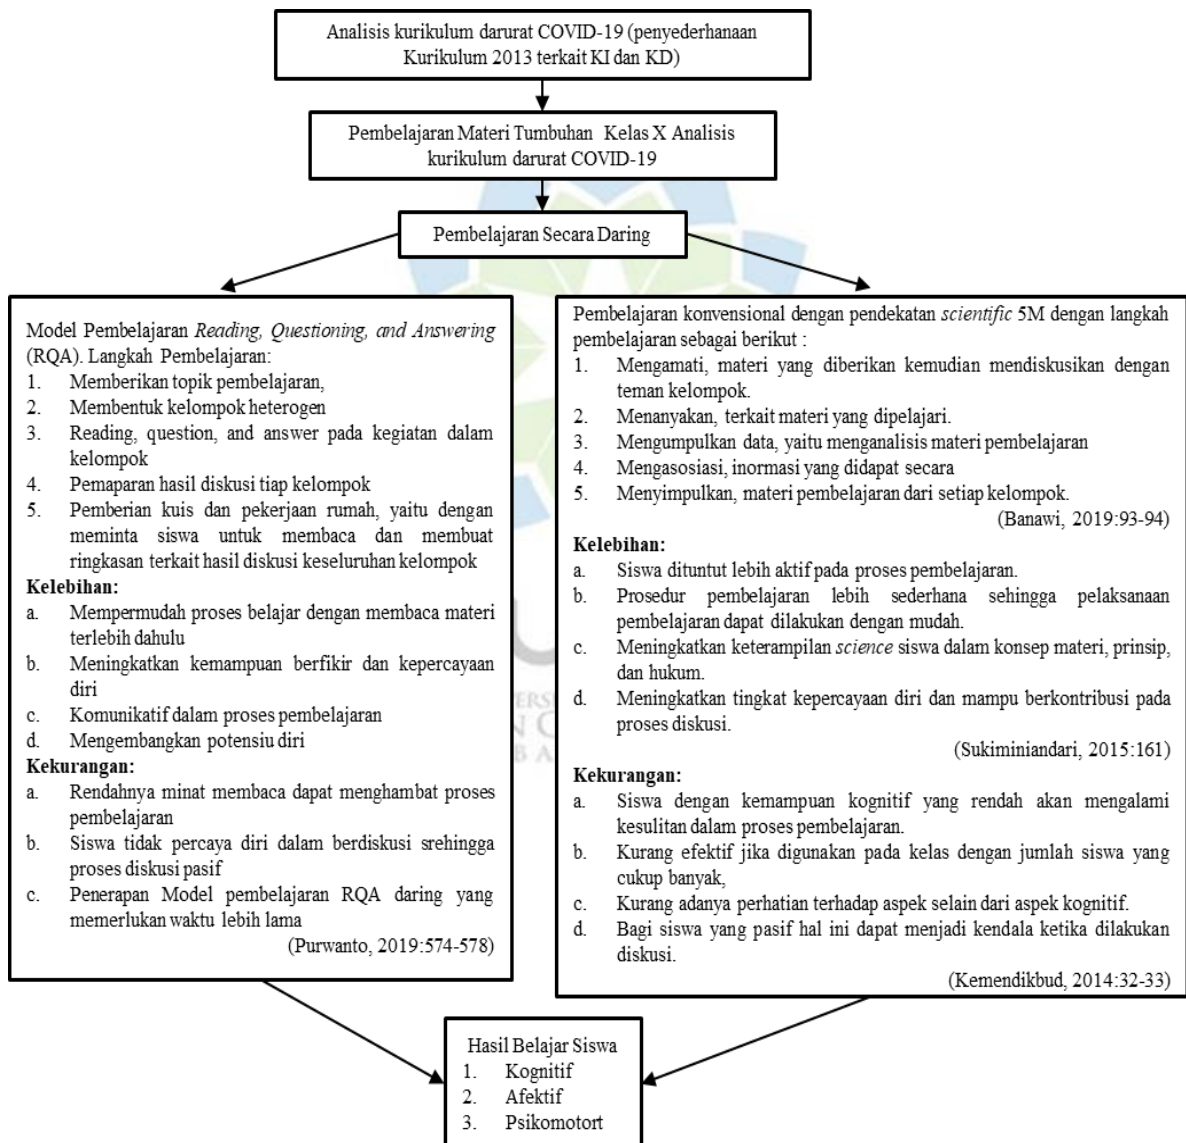 Analisis kurikulum darurat COVID-19 (penyederhanaan
Kurikulum 2013 terkait KI dan KD)
Pembelajaran Materi Tumbuhan Kelas X Analisis
kurikulum darurat COVID-19
Pembelajaran Secara Daring
Model Pembelajaran Reading, Questioning, and Answering
(RQA). Langkah Pembelajaran:
1. Memberikan topik pembelajaran,
2. Membentuk kelompok heterogen
3. Reading, question, and answer pada kegiatan dalam
kelompok
4. Pemaparan hasil diskusi tiap kelompok
5. Pemberian kuis dan pekerjaan rumah, yaitu dengan
meminta siswa untuk membaca dan membuat
ringkasan terkait hasil diskusi keseluruhan kelompok
Kelebihan:
a. Mempermudah proses belajar dengan membaca materi
terlebih dahulu
b. Meningkatkan kemampuan berfikir dan kepercayaan
diri
c. Komunikatif dalam proses pembelajaran
d. Mengembangkan potensiu diri
Kekurangan:
a. Rendahnya minat membaca dapat menghambat proses
pembelajaran
b. Siswa tidak percaya diri dalam berdiskusi srehingga
proses diskusi pasif
c. Penerapan Model pembelajaran RQA daring yang
memerlukan waktu lebih lama
(Purwanto, 2019:574-578)
Pembelajaran konvensional dengan pendekatan scientific 5M dengan langkah
pembelajaran sebagai berikut :
1. Mengamati, materi yang diberikan kemudian mendiskusikan dengan
teman kelompok.
2. Menanyakan, terkait materi yang dipelajari.
3. Mengumpulkan data, yaitu menganalisis materi pembelajaran
4. Mengasosiasi, inormasi yang didapat secara
5. Menyimpulkan, materi pembelajaran dari setiap kelompok.
(Banawi, 2019:93-94)
Kelebihan:
a. Siswa dituntut lebih aktif pada proses pembelajaran.
b. Prosedur pembelajaran lebih sederhana sehingga pelaksanaan
pembelajaran dapat dilakukan dengan mudah.
c. Meningkatkan keterampilan science siswa dalam konsep materi, prinsip,
dan hukum.
d. Meningkatkan tingkat kepercayaan diri dan mampu berkontribusi pada
proses diskusi.
(Sukiminiandari, 2015:161)
Kekurangan:
a. Siswa dengan kemampuan kognitif yang rendah akan mengalami
kesulitan dalam proses pembelajaran.
b. Kurang efektif jika digunakan pada kelas dengan jumlah siswa yang
cukup banyak,
c. Kurang adanya perhatian terhadap aspek selain dari aspek kognitif.
d. Bagi siswa yang pasif hal ini dapat menjadi kendala ketika dilakukan
diskusi.
(Kemendikbud, 2014:32-33)
Hasil Belajar Siswa
1. Kognitif
2. Afektif
3. Psikomotort